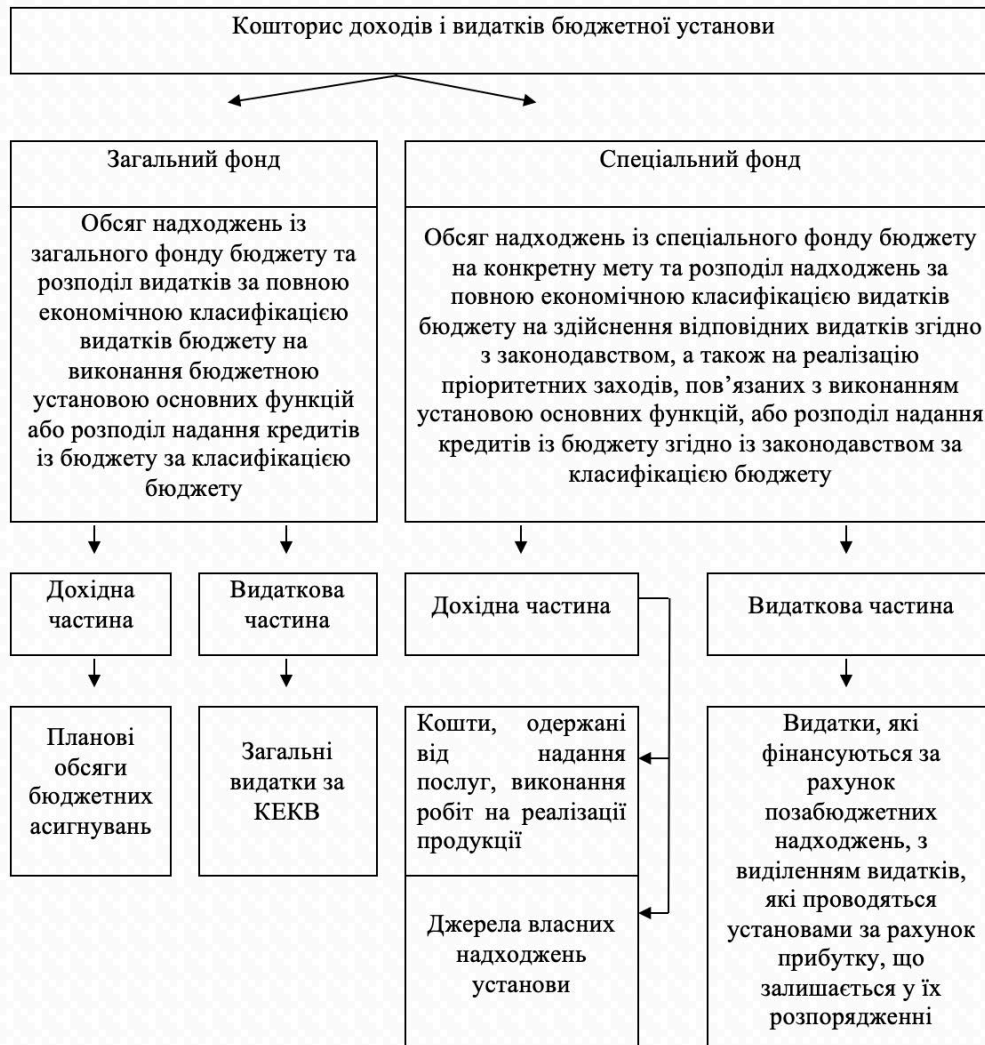 Кошторис доходів і видатків бюджетної установи
Загальний фонд
Обсяг надходжень із
загального фонду бюджету та
розподіл видатків за повною
економічною класифікацією
видатків бюджету на
виконання бюджетною
установою основних функцій
або розподіл надання кредитів
із бюджету за класифікацією
бюджету
Спеціальний фонд
Обсяг надходжень із спеціального фонду бюджету
на конкретну мету та розподіл надходжень за
повною економічною класифікацією видатків
бюджету на здійснення відповідних видатків згідно
з законодавством, а також на реалізацію
пріоритетних заходів, пов’язаних з виконанням
установою основних функцій, або розподіл надання
кредитів із бюджету згідно із законодавством за
класифікацією бюджету
Дохідна
частина
Видаткова
частина
Дохідна частина
Видаткова частина
Планові
обсяги
бюджетних
асигнувань
Загальні
видатки за
КЕКВ
Кошти, одержані
від надання
послуг, виконання
робіт на реалізації
продукції
Джерела власних
надходжень
установи
Видатки, які
фінансуються за
рахунок
позабюджетних
надходжень, з
виділенням видатків,
які проводяться
установами за рахунок
прибутку, що
залишається у їх
розпорядженні